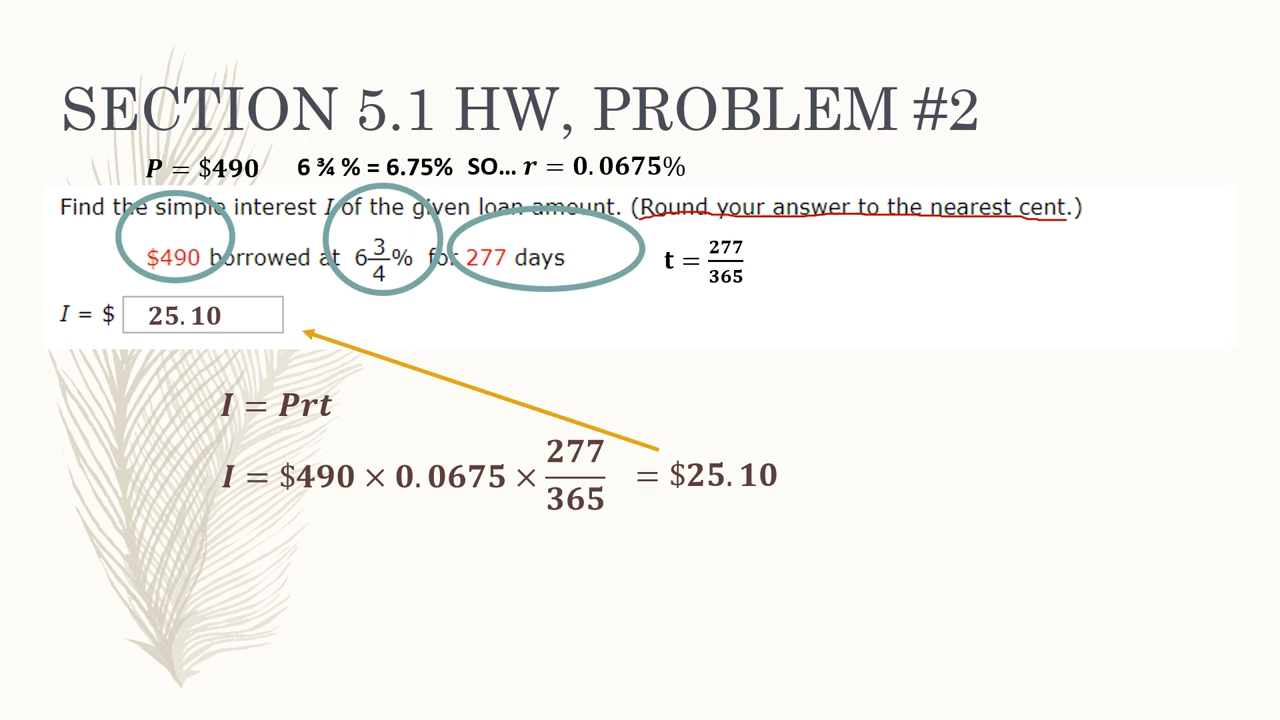 SECTION 5.1 HW, PROBLEM #2
P = $490 6 ¾ % = 6.75% SO... r = 0.0675%
Find the simple interest I of the given loan amount. (Round your answer to the nearest cent.)
$490 borrowed at 6 3/4 % for 277 days t = 277/365
I = $ 25.10
I = Prt
I = $490 × 0.0675 × 277/365 = $25.10